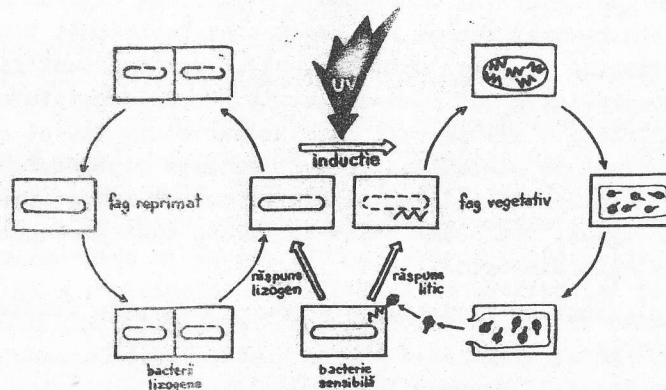 UV
inductie
fag reprimat
fag vegetativ
răspuns
lizogen
răspuns
litic
bacterii
lizogene
bacterie
sensibilă